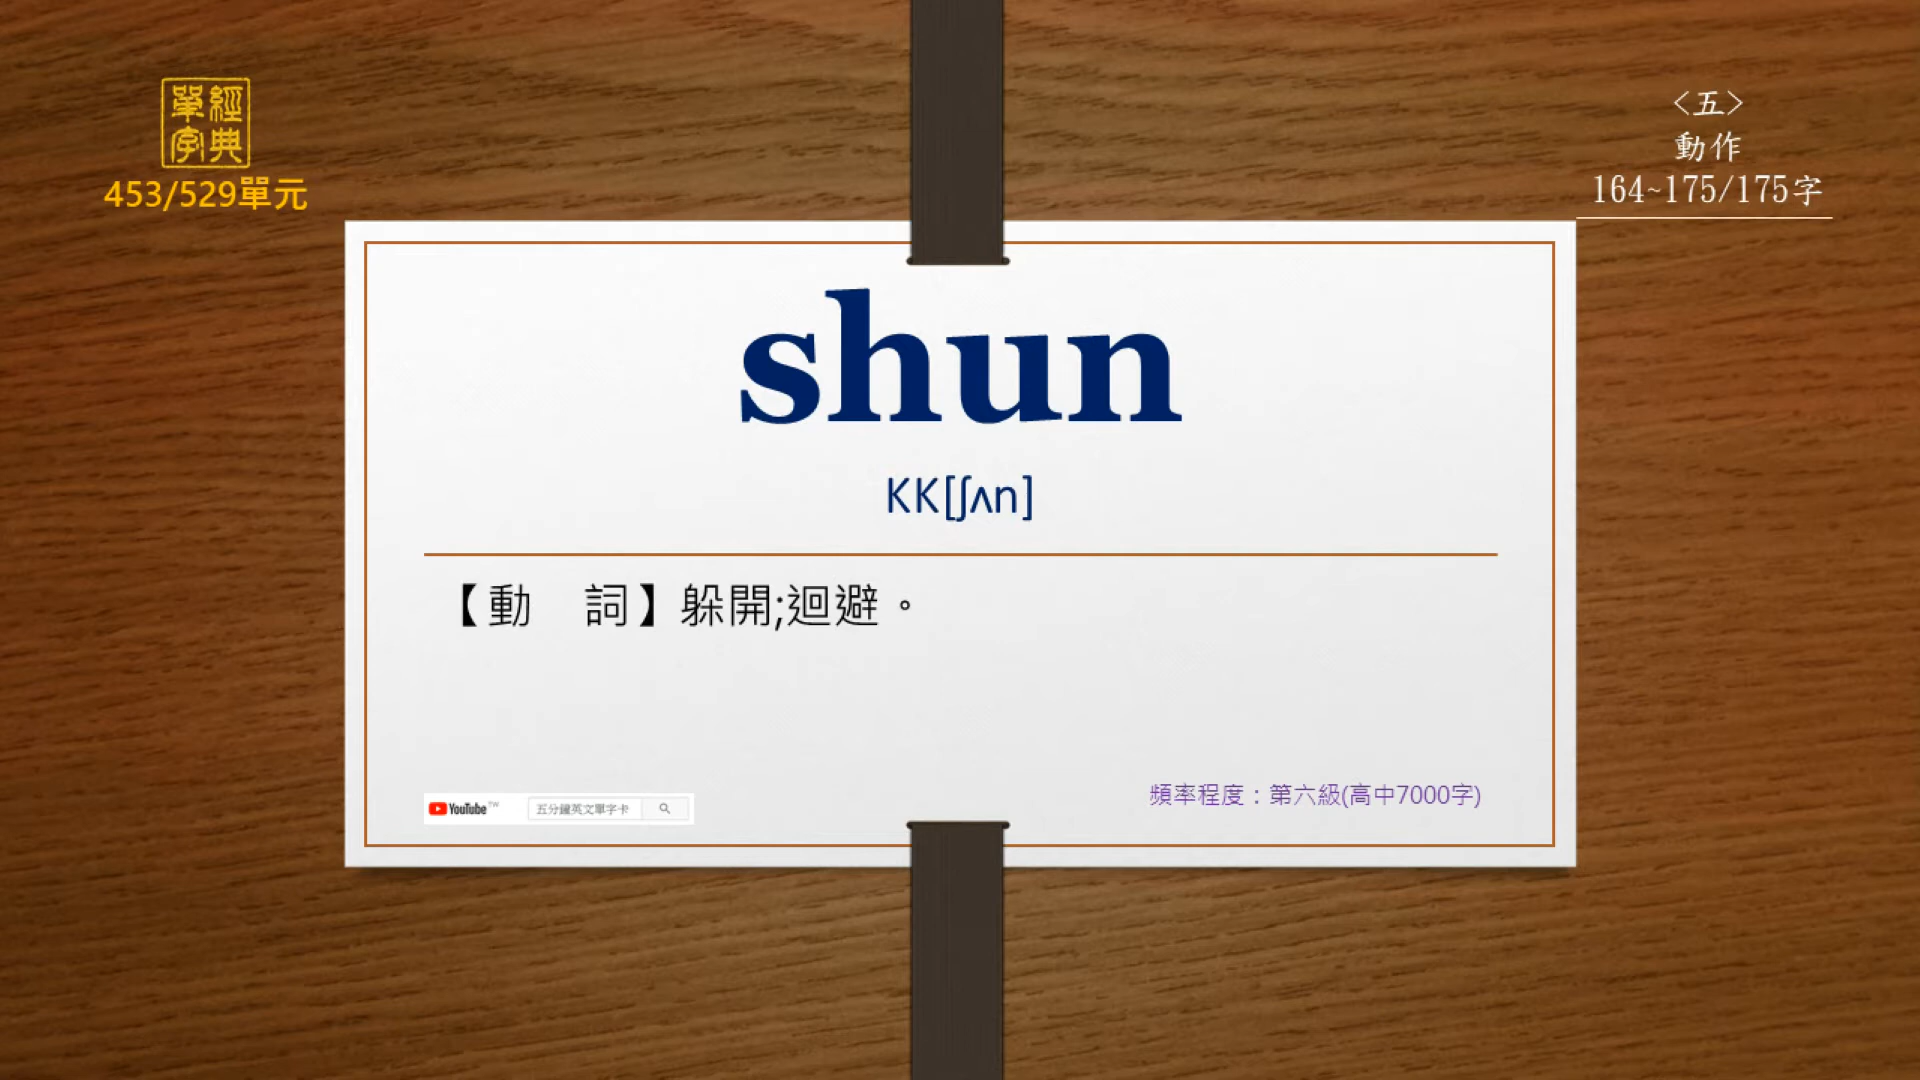 經典
單字
453/529單元
<五>
動作
164~175/175字
shun
KK[ʃʌn]
【動　詞】躲開;迴避。
頻率程度：第六級(高中7000字)
YouTube TW
五分鐘英文單字卡